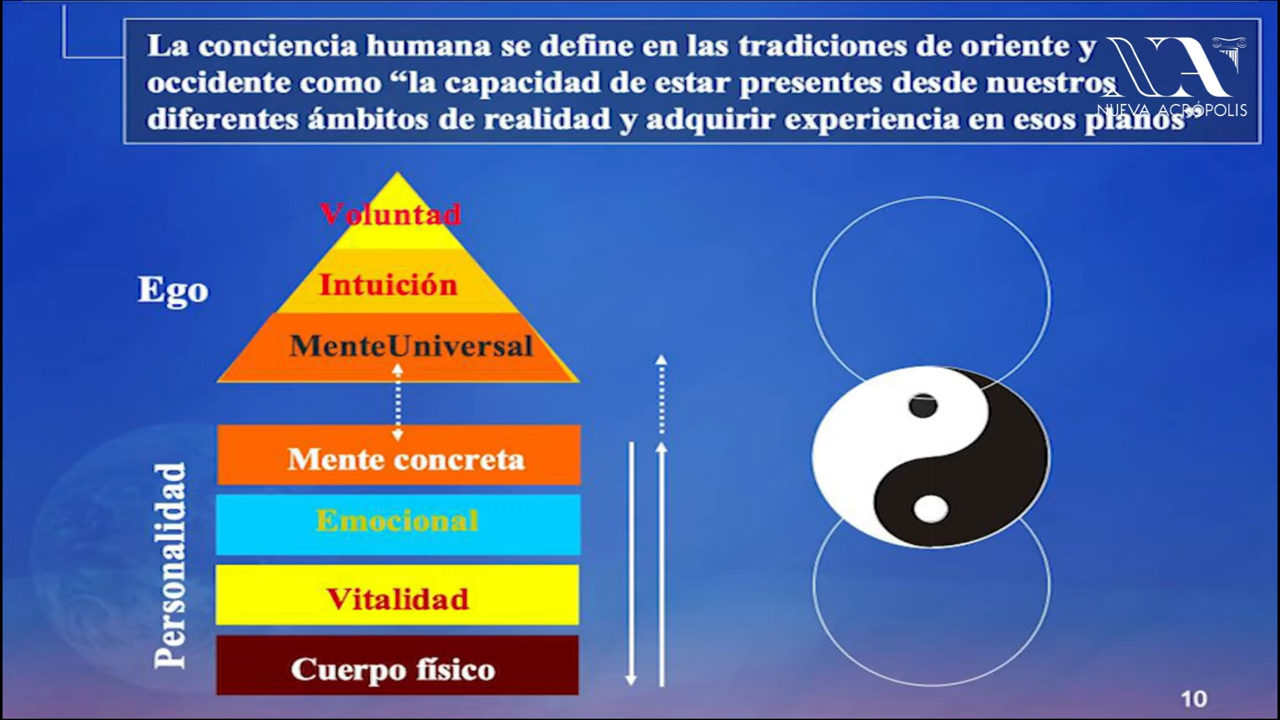 La conciencia humana se define en las tradiciones de oriente y
occidente como “la capacidad de estar presentes desde nuestros
diferentes ámbitos de realidad y adquirir experiencia en esos planos”
NUEVA ACRÓPOLIS
Voluntad
Ego
Intuición
MenteUniversal
Personalidad
Mente concreta
Emocional
Vitalidad
Cuerpo físico
10